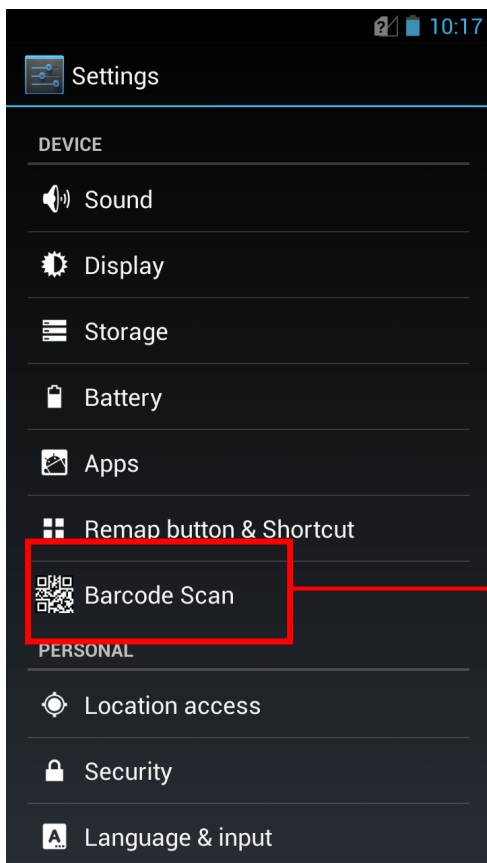 10:17
Settings
DEVICE
Sound
Display
Storage
Battery
Apps
Remap button & Shortcut
Barcode Scan
PERSONAL
Location access
Security
A
Language & input